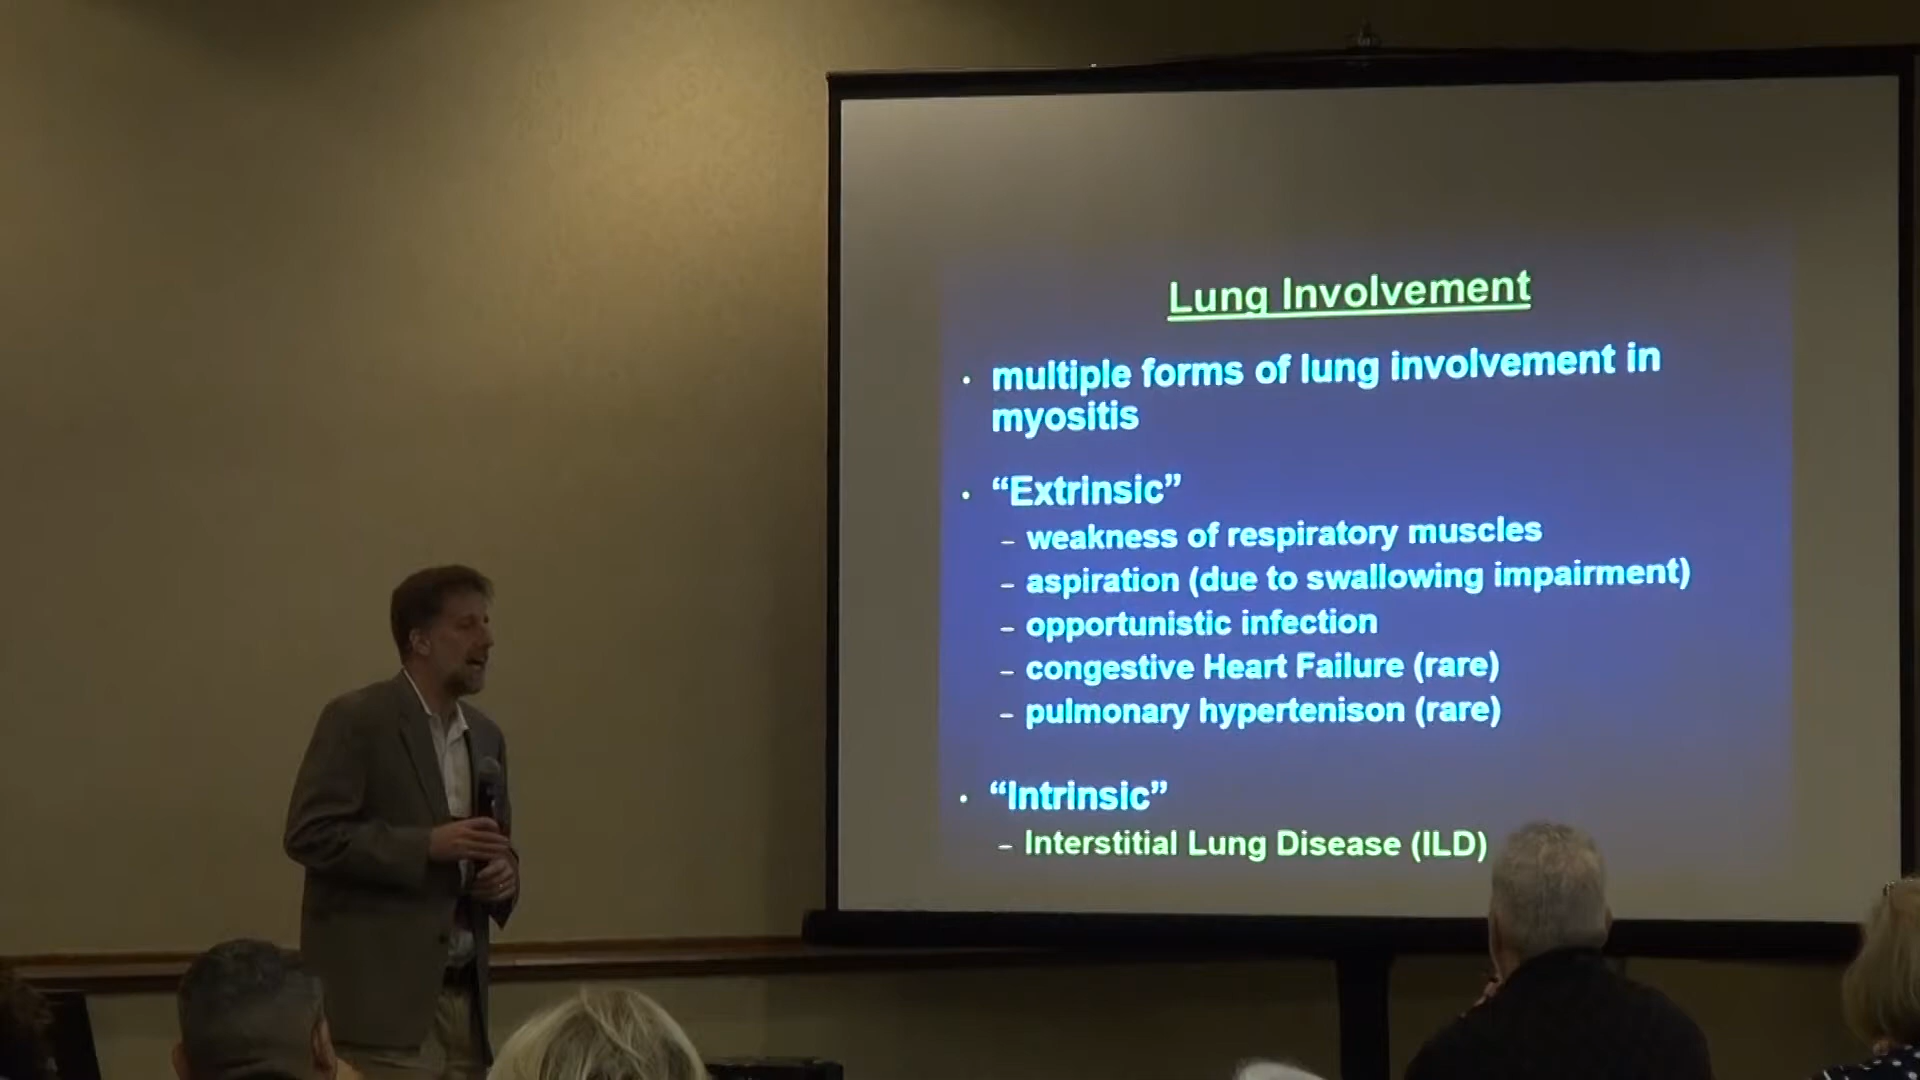 Lung Involvement
• multiple forms of lung involvement in
myositis
• “Extrinsic”
– weakness of respiratory muscles
– aspiration (due to swallowing impairment)
– opportunistic infection
– congestive Heart Failure (rare)
– pulmonary hypertenison (rare)
• “Intrinsic”
– Interstitial Lung Disease (ILD)